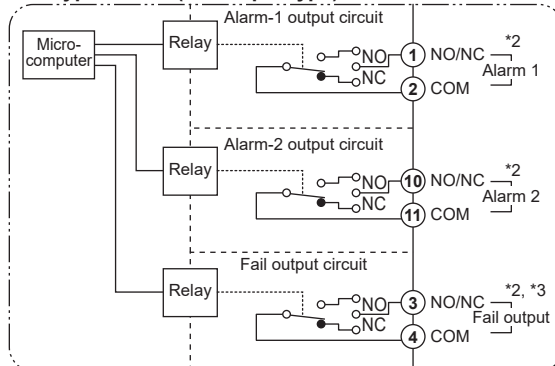 Alarm-1 output circuit
Micro-
computer
Relay
NO
NC
1
NO/NC
*2
Alarm 1
2
COM
Alarm-2 output circuit
Relay
NO
NC
10
NO/NC
*2
Alarm 2
11
COM
Fail output circuit
Relay
NO
NC
3
NO/NC
*2, *3
Fail output
4
COM